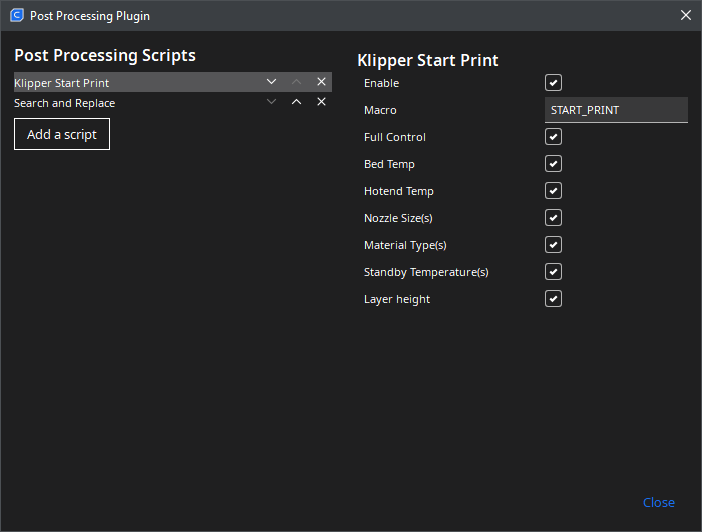 Post Processing Plugin
Post Processing Scripts
Klipper Start Print
Search and Replace
Add a script
Klipper Start Print
Enable
Macro START_PRINT
Full Control
Bed Temp
Hotend Temp
Nozzle Size(s)
Material Type(s)
Standby Temperature(s)
Layer height
Close